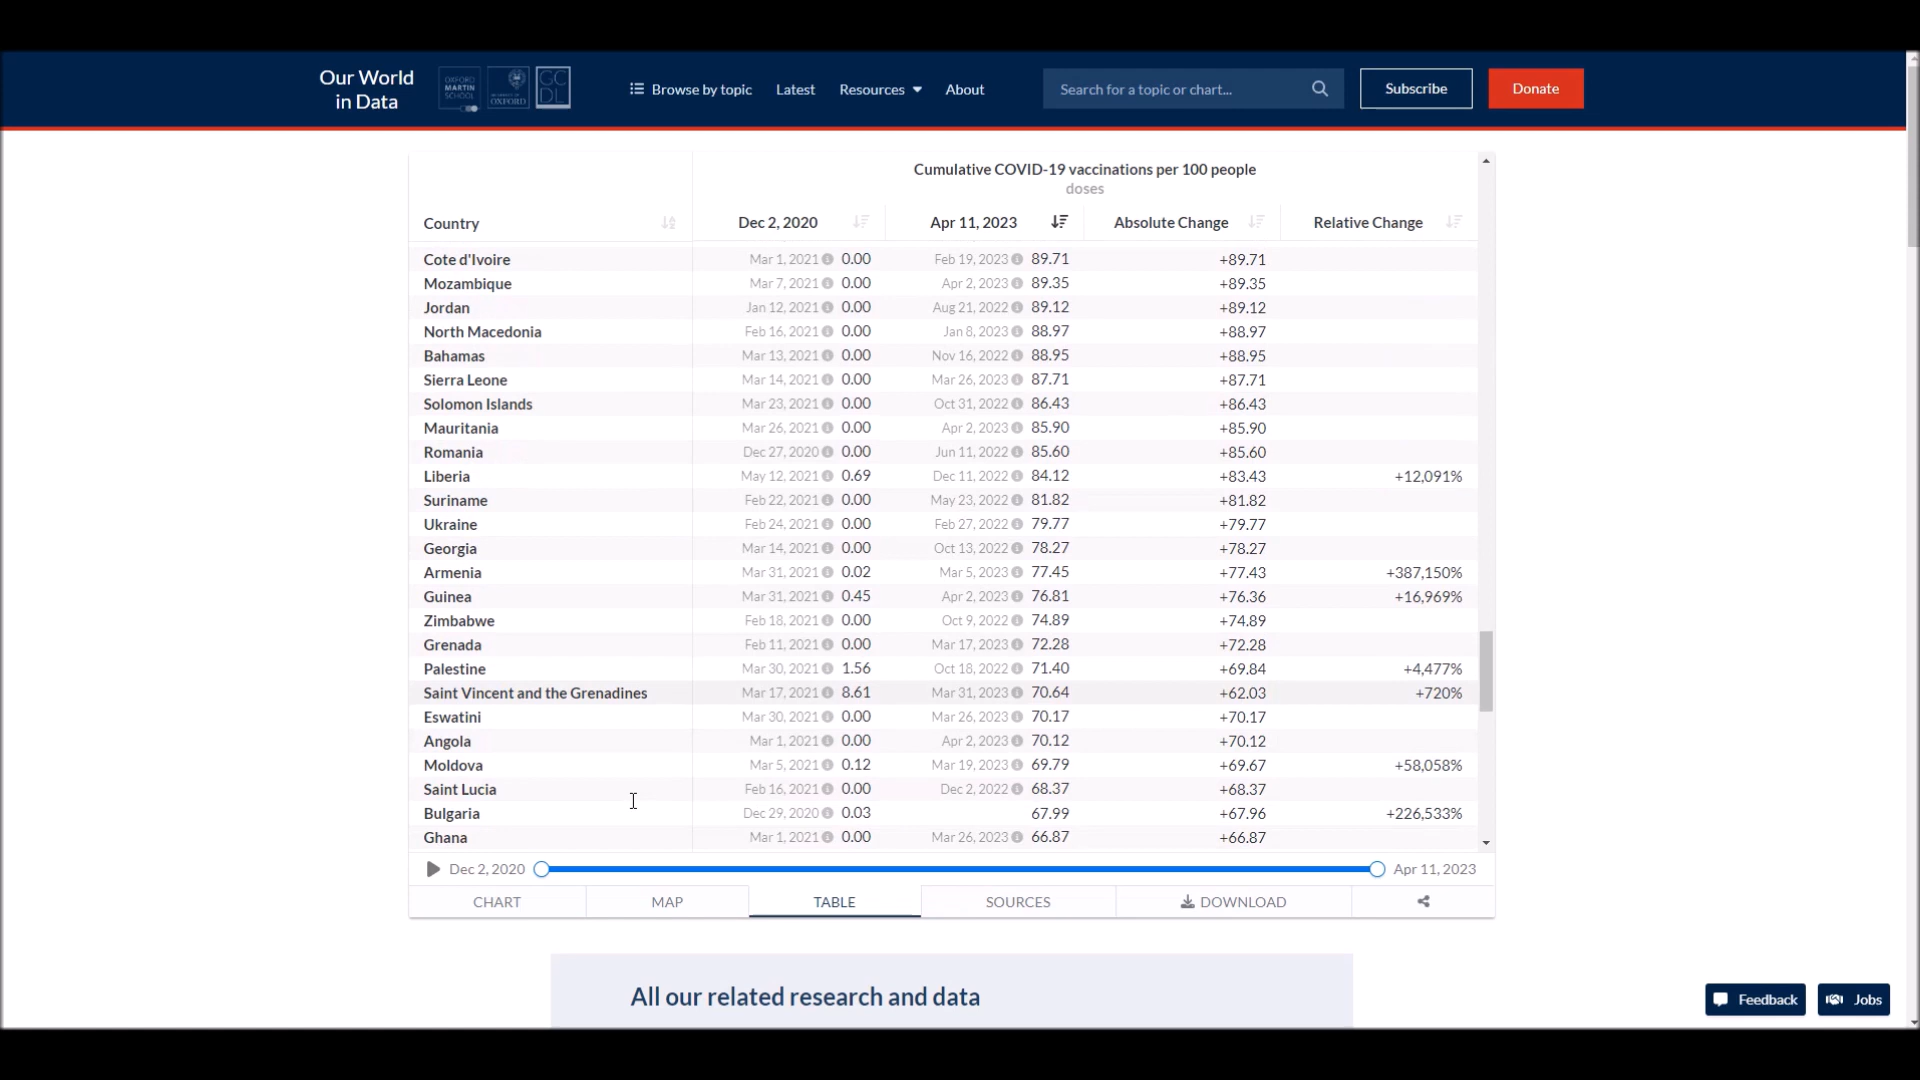 Our World
in Data
OXFORD
MARTIN
SCHOOL
OXFORD
GC
DL
Browse by topic
Latest
Resources
About
Search for a topic or chart...
Subscribe
Donate
Cumulative COVID-19 vaccinations per 100 people
doses
Country Dec 2, 2020 Apr 11, 2023 Absolute Change Relative Change
Cote d'Ivoire Mar 1, 2021 0.00 Feb 19, 2023 89.71 +89.71
Mozambique Mar 7, 2021 0.00 Apr 2, 2023 89.35 +89.35
Jordan Jan 12, 2021 0.00 Aug 21, 2022 89.12 +89.12
North Macedonia Feb 16, 2021 0.00 Jan 8, 2023 88.97 +88.97
Bahamas Mar 13, 2021 0.00 Nov 16, 2022 88.95 +88.95
Sierra Leone Mar 14, 2021 0.00 Mar 26, 2023 87.71 +87.71
Solomon Islands Mar 23, 2021 0.00 Oct 31, 2022 86.43 +86.43
Mauritania Mar 26, 2021 0.00 Apr 2, 2023 85.90 +85.90
Romania Dec 27, 2020 0.00 Jun 11, 2022 85.60 +85.60
Liberia May 12, 2021 0.69 Dec 11, 2022 84.12 +83.43 +12,091%
Suriname Feb 22, 2021 0.00 May 23, 2022 81.82 +81.82
Ukraine Feb 24, 2021 0.00 Feb 27, 2022 79.77 +79.77
Georgia Mar 14, 2021 0.00 Oct 13, 2022 78.27 +78.27
Armenia Mar 31, 2021 0.02 Mar 5, 2023 77.45 +77.43 +387,150%
Guinea Mar 31, 2021 0.45 Apr 2, 2023 76.81 +76.36 +16,969%
Zimbabwe Feb 18, 2021 0.00 Oct 9, 2022 74.89 +74.89
Grenada Feb 11, 2021 0.00 Mar 17, 2023 72.28 +72.28
Palestine Mar 30, 2021 1.56 Oct 18, 2022 71.40 +69.84 +4,477%
Saint Vincent and the Grenadines Mar 17, 2021 8.61 Mar 31, 2023 70.64 +62.03 +720%
Eswatini Mar 30, 2021 0.00 Mar 26, 2023 70.17 +70.17
Angola Mar 1, 2021 0.00 Apr 2, 2023 70.12 +70.12
Moldova Mar 5, 2021 0.12 Mar 19, 2023 69.79 +69.67 +58,058%
Saint Lucia Feb 16, 2021 0.00 Dec 2, 2022 68.37 +68.37
Bulgaria Dec 29, 2020 0.03 67.99 +67.96 +226,533%
Ghana Mar 1, 2021 0.00 Mar 26, 2023 66.87 +66.87
Dec 2, 2020 Apr 11, 2023
CHART MAP TABLE SOURCES DOWNLOAD
All our related research and data
Feedback
Jobs